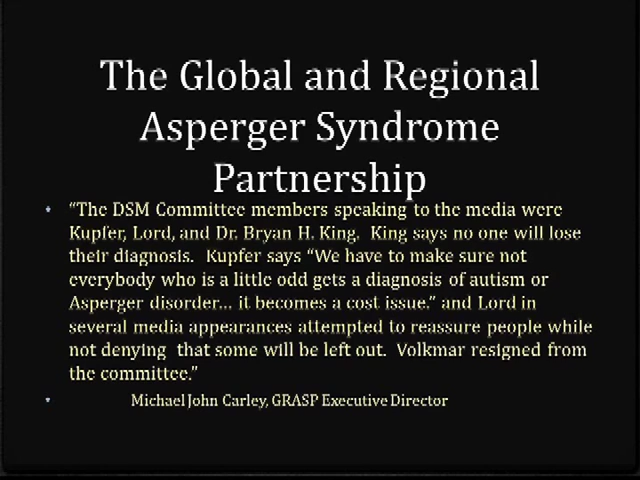 The Global and Regional
Asperger Syndrome
Partnership
“The DSM Committee members speaking to the media were
Kupfer, Lord, and Dr. Bryan H. King. King says no one will lose
their diagnosis. Kupfer says “We have to make sure not
everybody who is a little odd gets a diagnosis of autism or
Asperger disorder… it becomes a cost issue.” and Lord in
several media appearances attempted to reassure people while
not denying that some will be left out. Volkmar resigned from
the committee.”
Michael John Carley, GRASP Executive Director